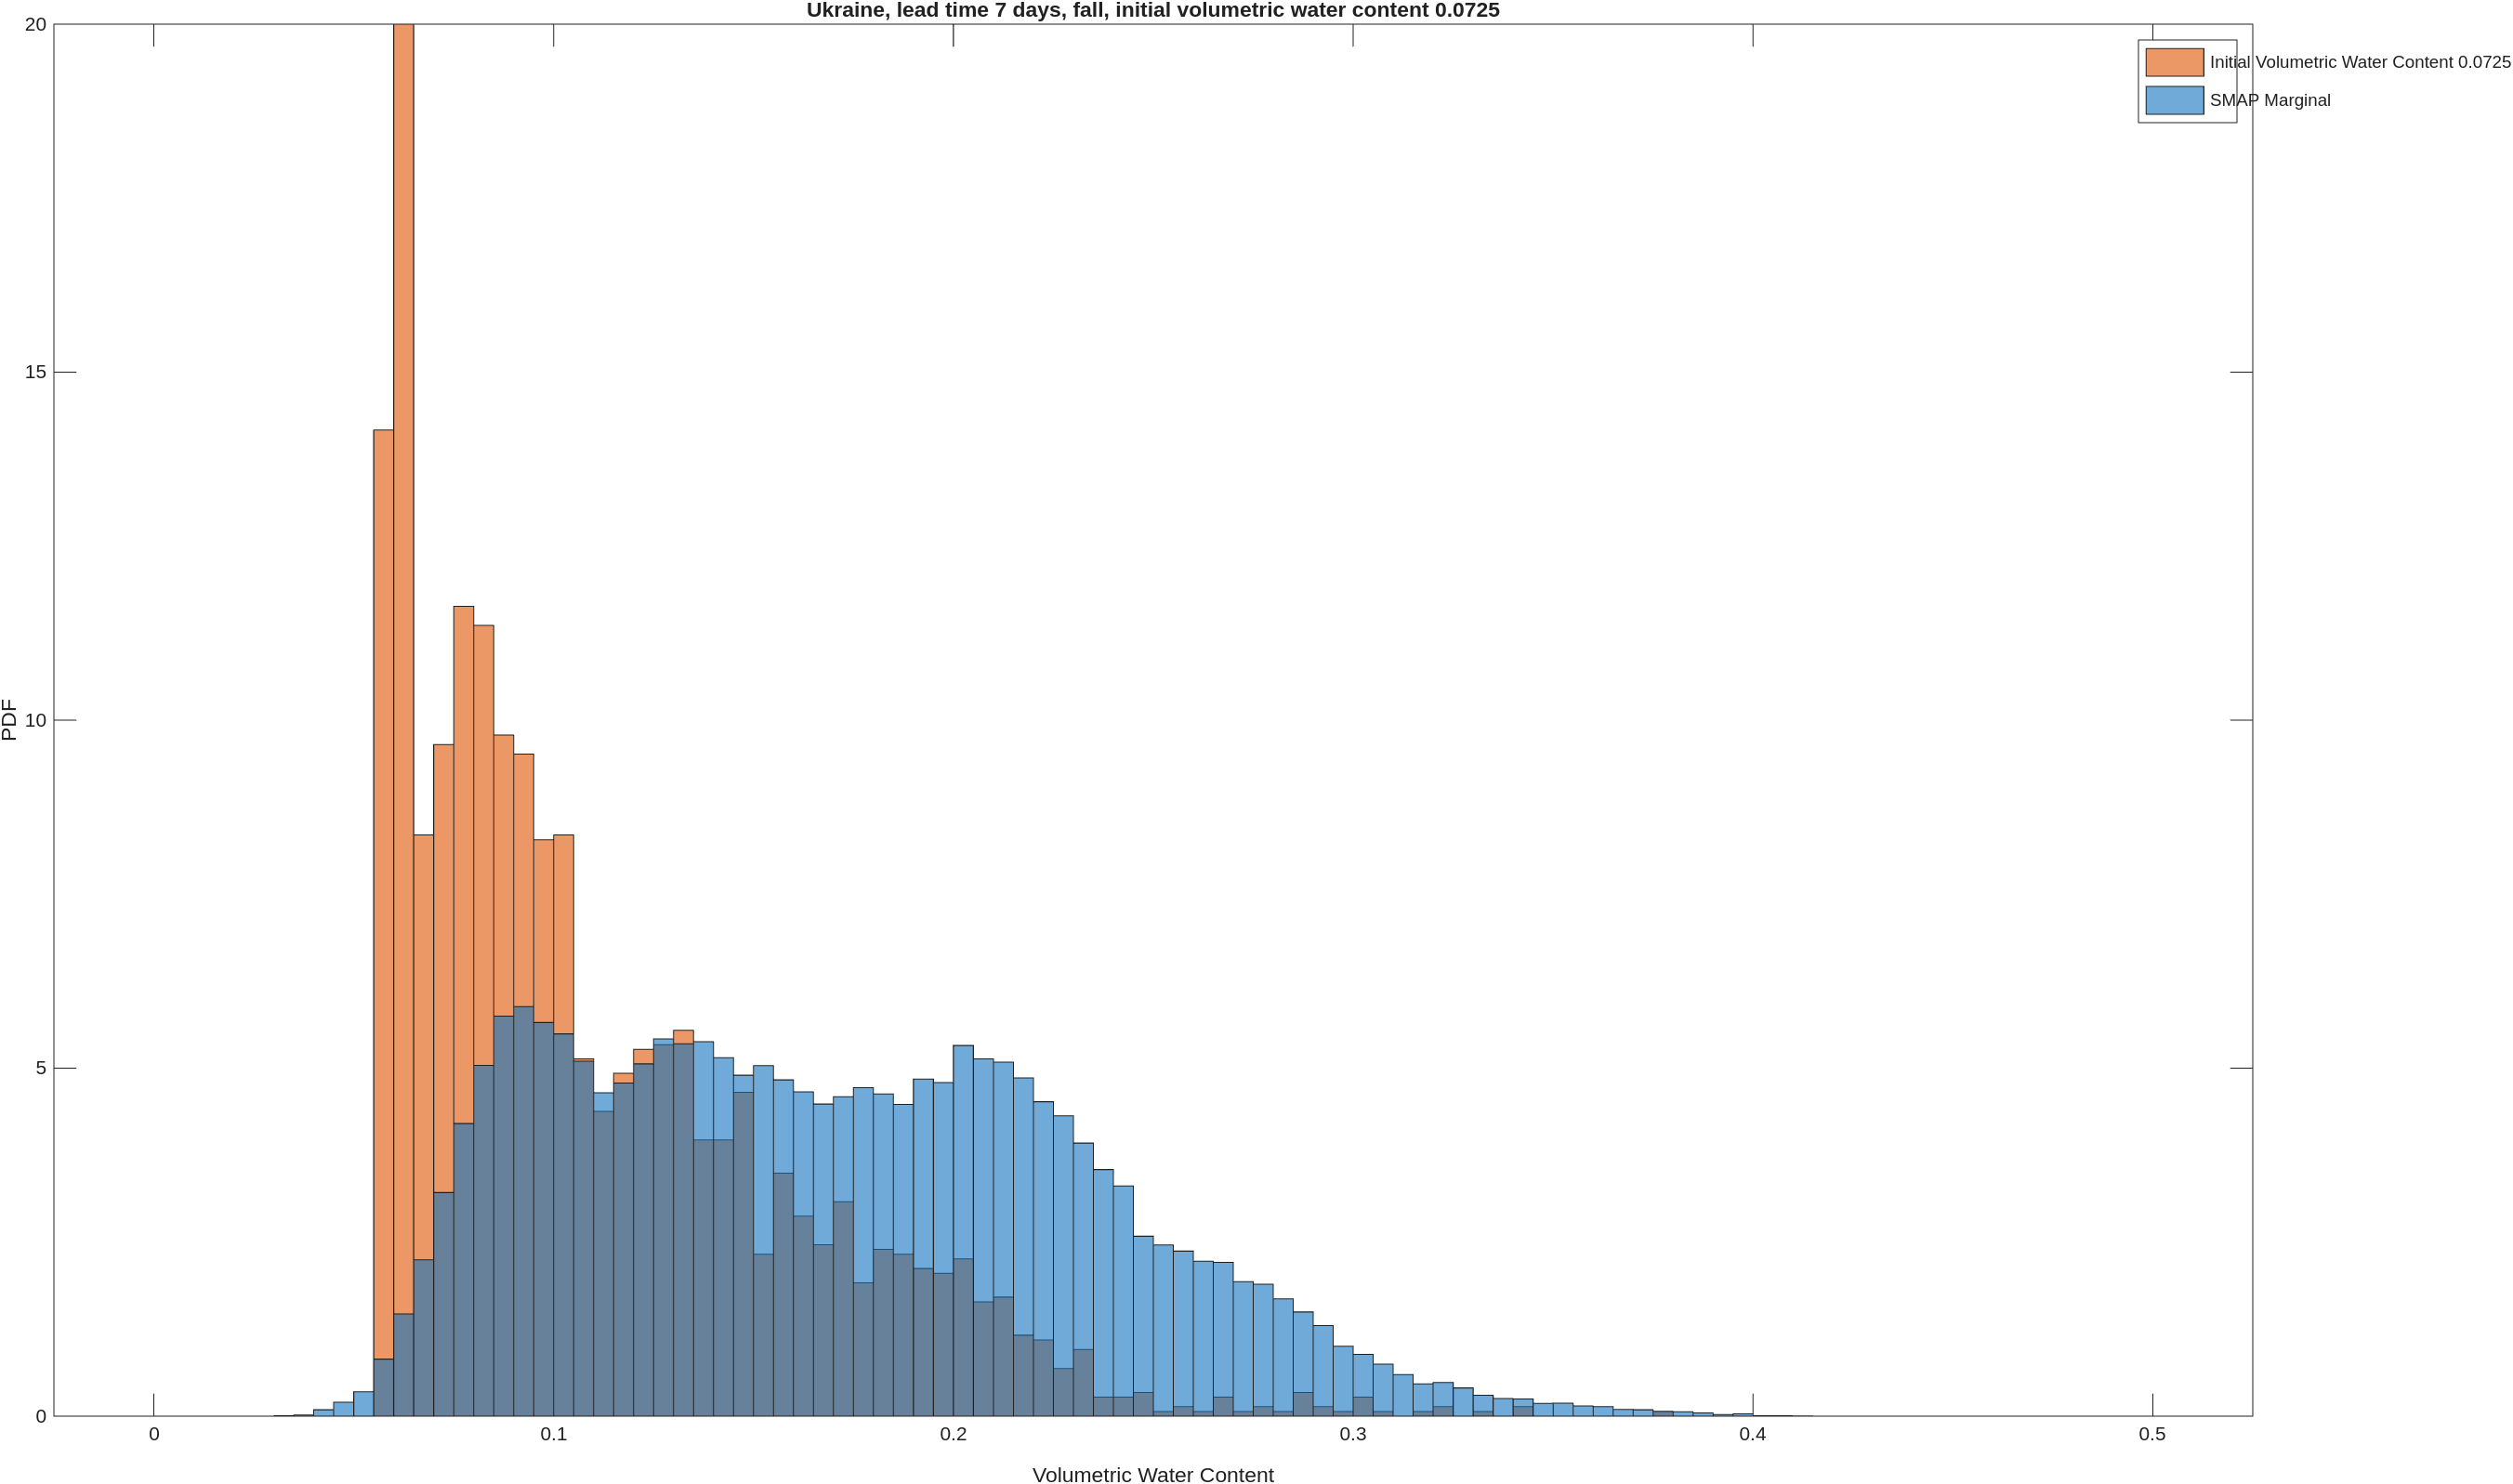 Ukraine, lead time 7 days, fall, initial volumetric water content 0.0725
Initial Volumetric Water Content 0.0725
SMAP Marginal
PDF
20
15
10
5
0
0 0.1 0.2 0.3 0.4 0.5
Volumetric Water Content